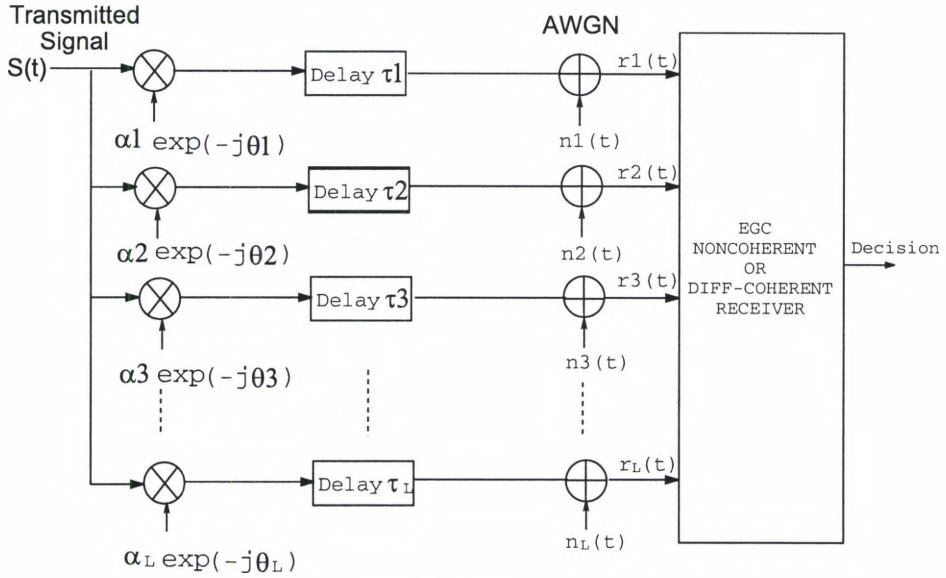 Transmitted
Signal
S(t)
AWGN
Delay τ1
r1(t)
α1 exp(-jθ1)
n1(t)
Delay τ2
r2(t)
α2 exp(-jθ2)
n2(t)
EGC
NONCOHERENT
OR
DIFF-COHERENT
RECEIVER
Decision
Delay τ3
r3(t)
α3 exp(-jθ3)
n3(t)
Delay τL
rL(t)
αL exp(-jθL)
nL(t)